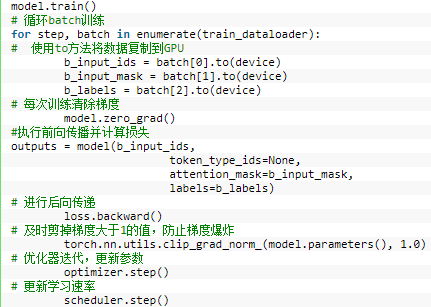 model.train()
# 循环batch训练
for step, batch in enumerate(train_dataloader):
#  使用to方法将数据复制到GPU
        b_input_ids = batch[0].to(device)
        b_input_mask = batch[1].to(device)
        b_labels = batch[2].to(device)
# 每次训练清除梯度
        model.zero_grad()
#执行前向传播并计算损失
outputs = model(b_input_ids,
                        token_type_ids=None,
                        attention_mask=b_input_mask,
                        labels=b_labels)
# 进行后向传递
        loss.backward()
# 及时剪掉梯度大于1的值，防止梯度爆炸
        torch.nn.utils.clip_grad_norm_(model.parameters(), 1.0)
# 优化器迭代，更新参数
        optimizer.step()
# 更新学习速率
        scheduler.step()